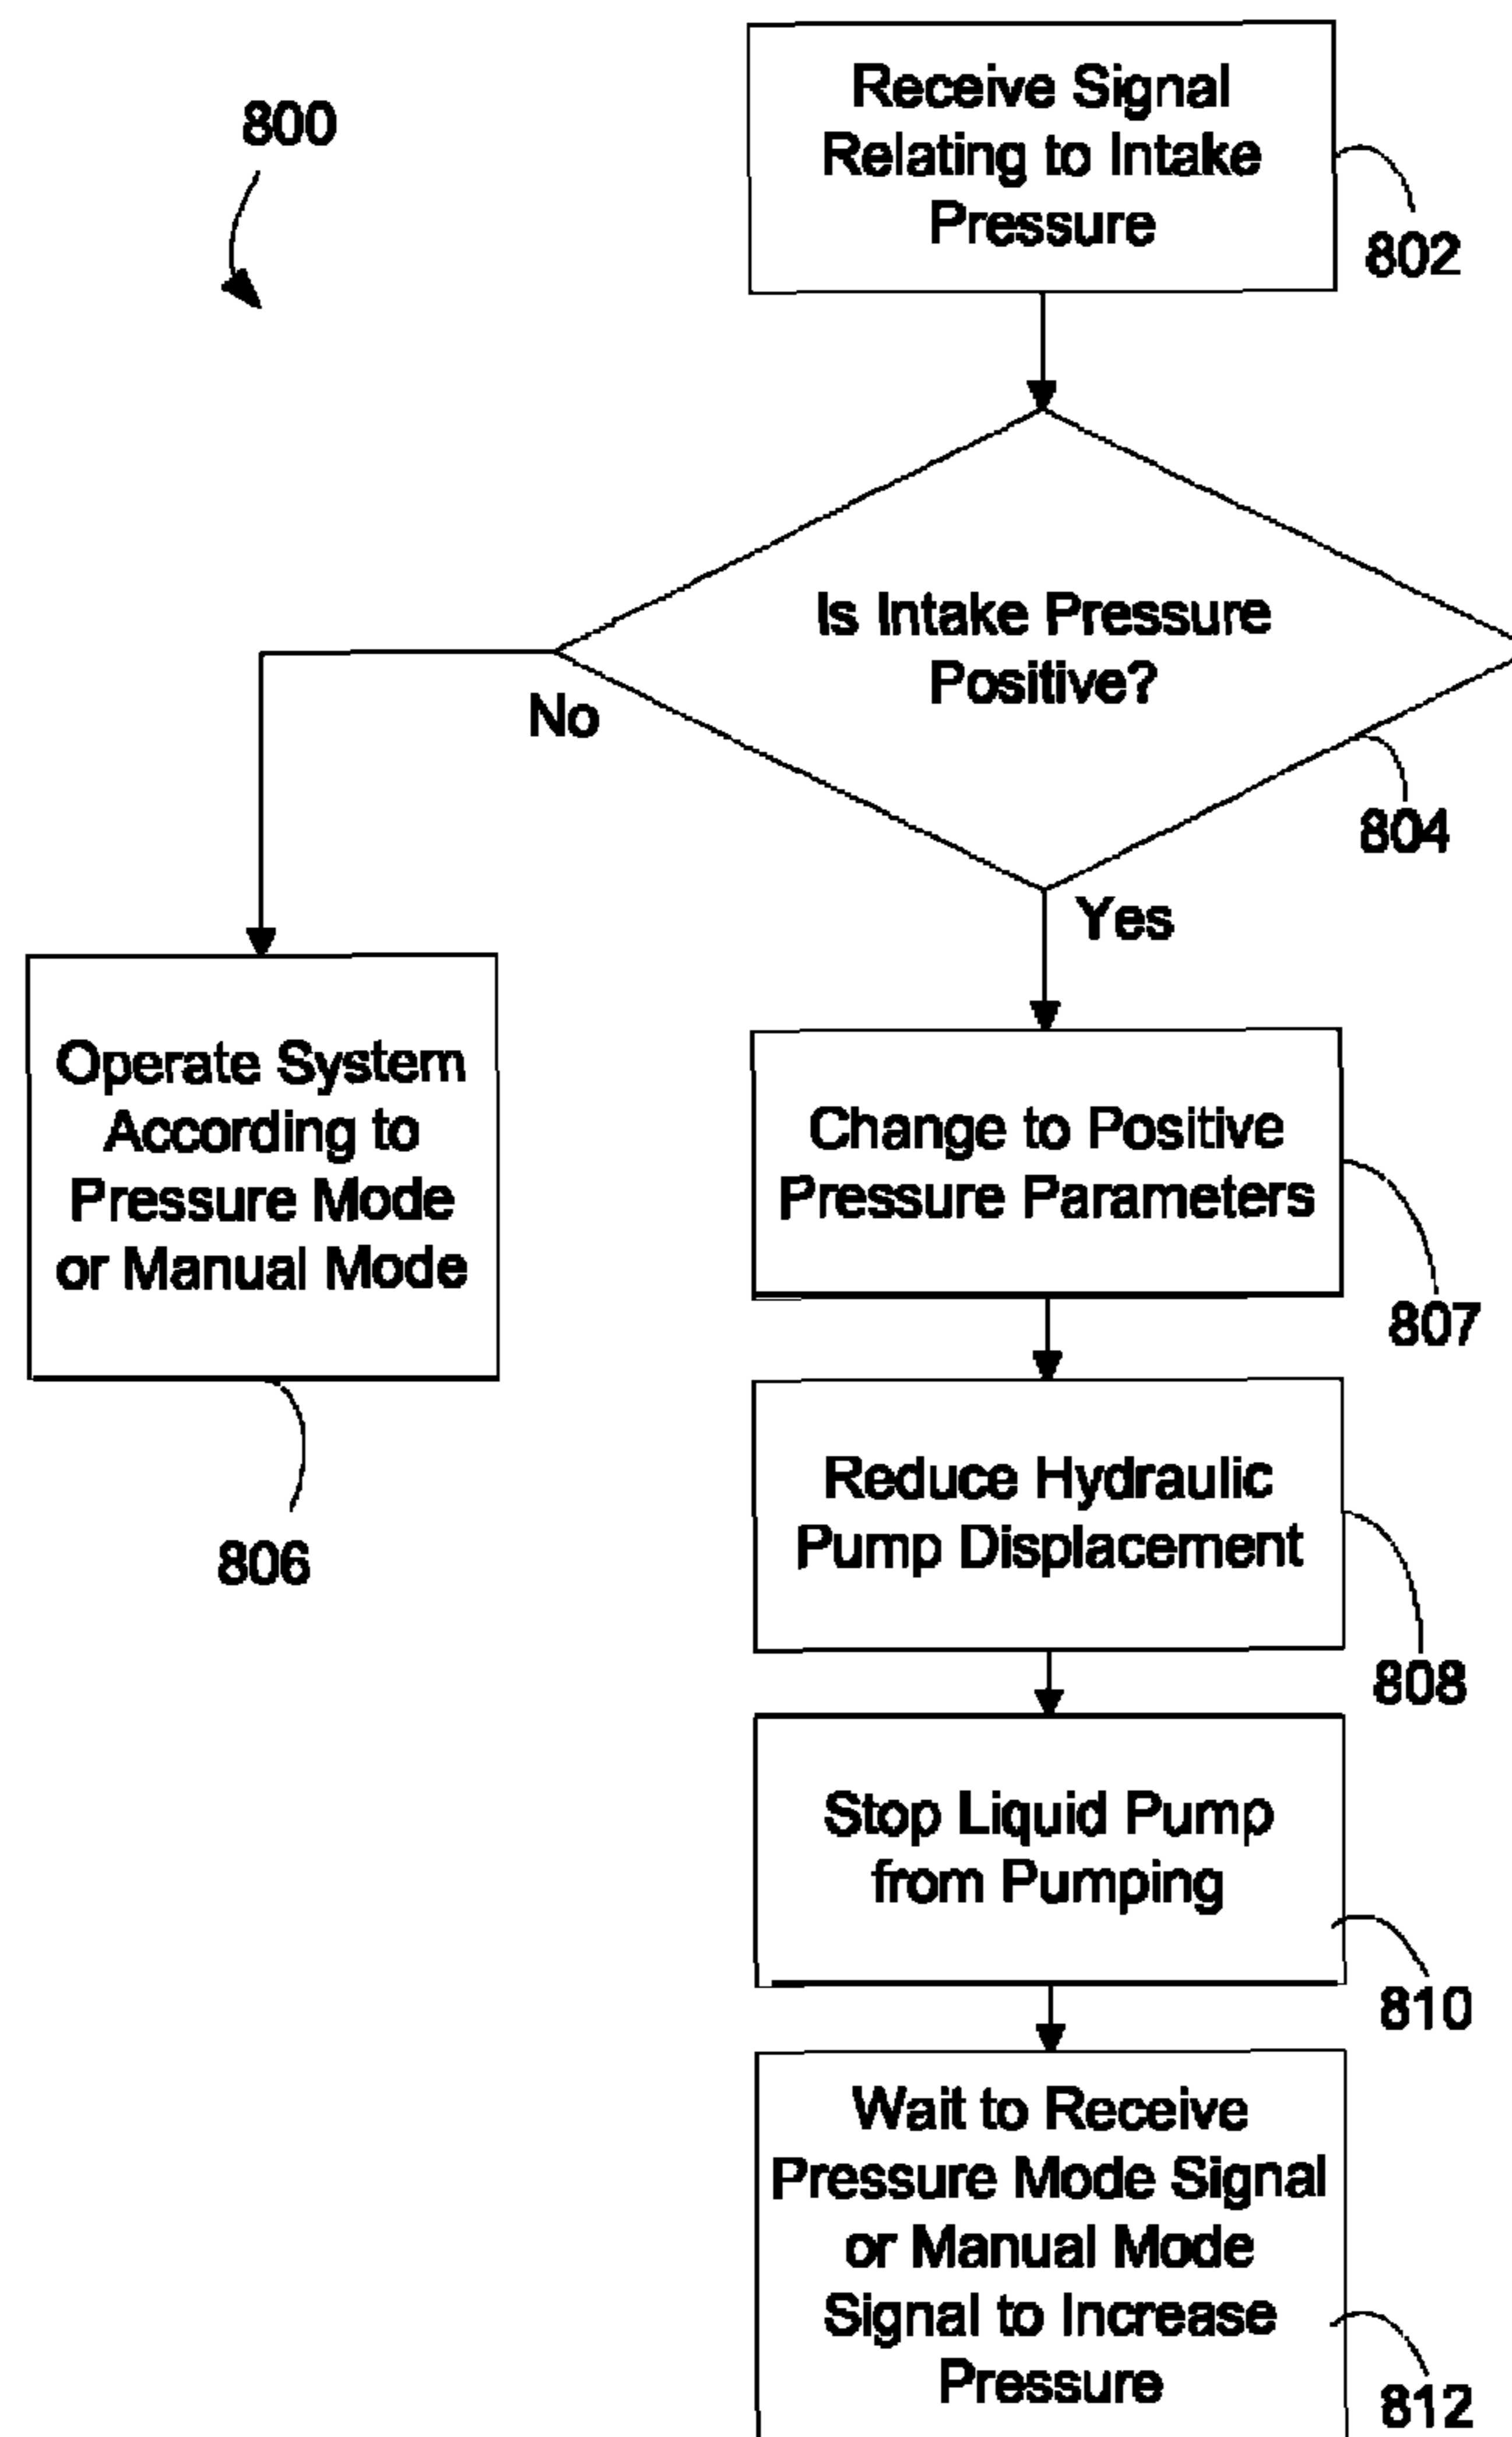 800
Receive Signal
Relating to Intake
Pressure
802
Is Intake Pressure
Positive?
No
804
Yes
Operate System
According to
Pressure Mode
or Manual Mode
806
Change to Positive
Pressure Parameters
807
Reduce Hydraulic
Pump Displacement
808
Stop Liquid Pump
from Pumping
810
Wait to Receive
Pressure Mode Signal
or Manual Mode
Signal to Increase
Pressure
812